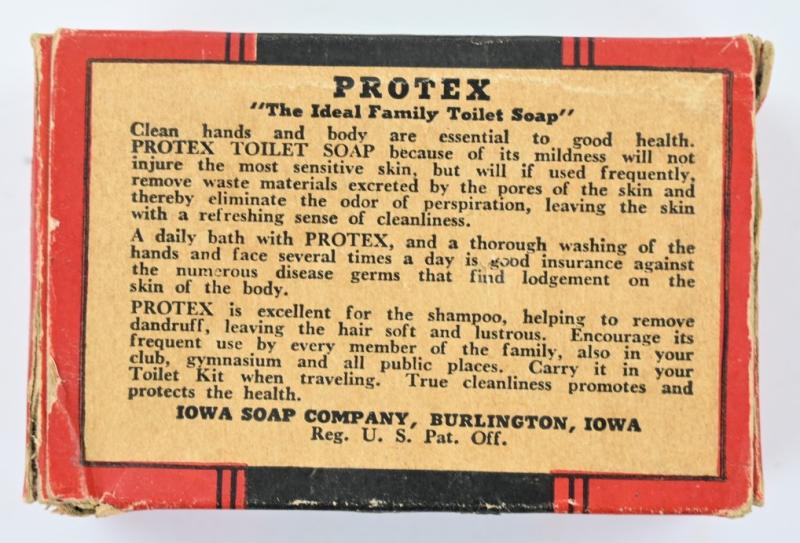 PROTEX
"The Ideal Family Toilet Soap"
Clean hands and body are essential to good health.
PROTEX TOILET SOAP because of its mildness will not
injure the most sensitive skin, but will if used frequently,
remove waste materials excreted by the pores of the skin and
thereby eliminate the odor of perspiration, leaving the skin
with a refreshing sense of cleanliness.
A daily bath with PROTEX, and a thorough washing of the
hands and face several times a day is good insurance against
the numerous disease germs that find lodgement on the
skin of the body.
PROTEX is excellent for the shampoo, helping to remove
dandruff, leaving the hair soft and lustrous. Encourage its
frequent use by every member of the family, also in your
club, gymnasium and all public places. Carry it in your
Toilet Kit when traveling. True cleanliness promotes and
protects the health.
IOWA SOAP COMPANY, BURLINGTON, IOWA
Reg. U. S. Pat. Off.